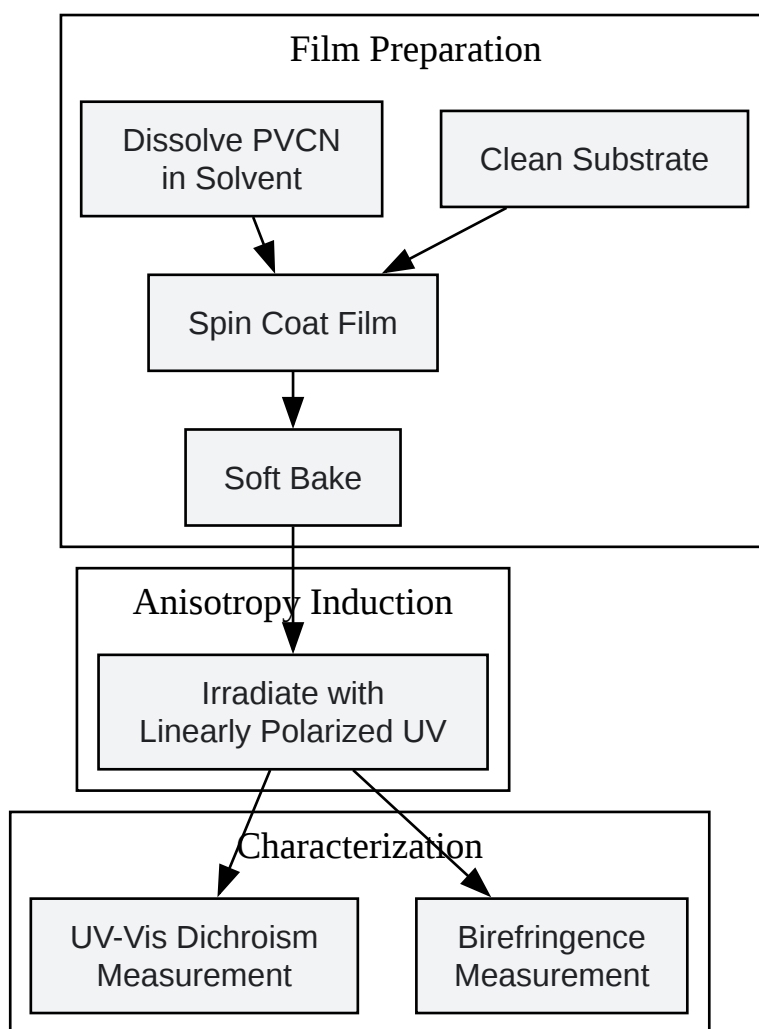 Film Preparation
Dissolve PVCN
in Solvent
Clean Substrate
Spin Coat Film
Soft Bake
Anisotropy Induction
Irradiate with
Linearly Polarized UV
Characterization
UV-Vis Dichroism
Measurement
Birefringence
Measurement